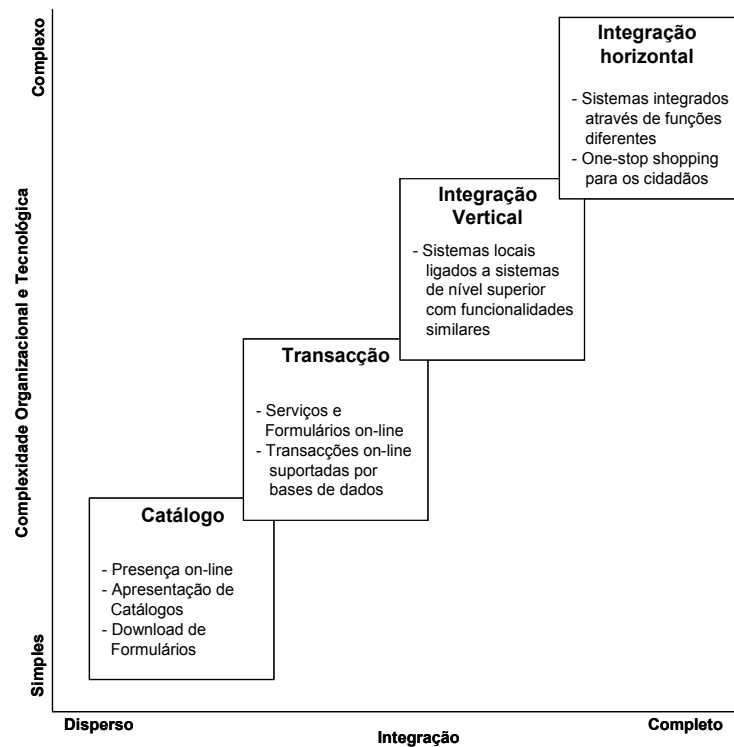 Complexo
Complexidade Organizacional e Tecnológica
Simples
Integração
horizontal
- Sistemas integrados
através de funções
diferentes
- One-stop shopping
para os cidadãos
Integração
Vertical
- Sistemas locais
ligados a sistemas
de nível superior
com funcionalidades
similares
Transacção
- Serviços e
Formulários on-line
- Transacções on-line
suportadas por
bases de dados
Catálogo
- Presença on-line
- Apresentação de
Catálogos
- Download de
Formulários
Disperso
Integração
Completo